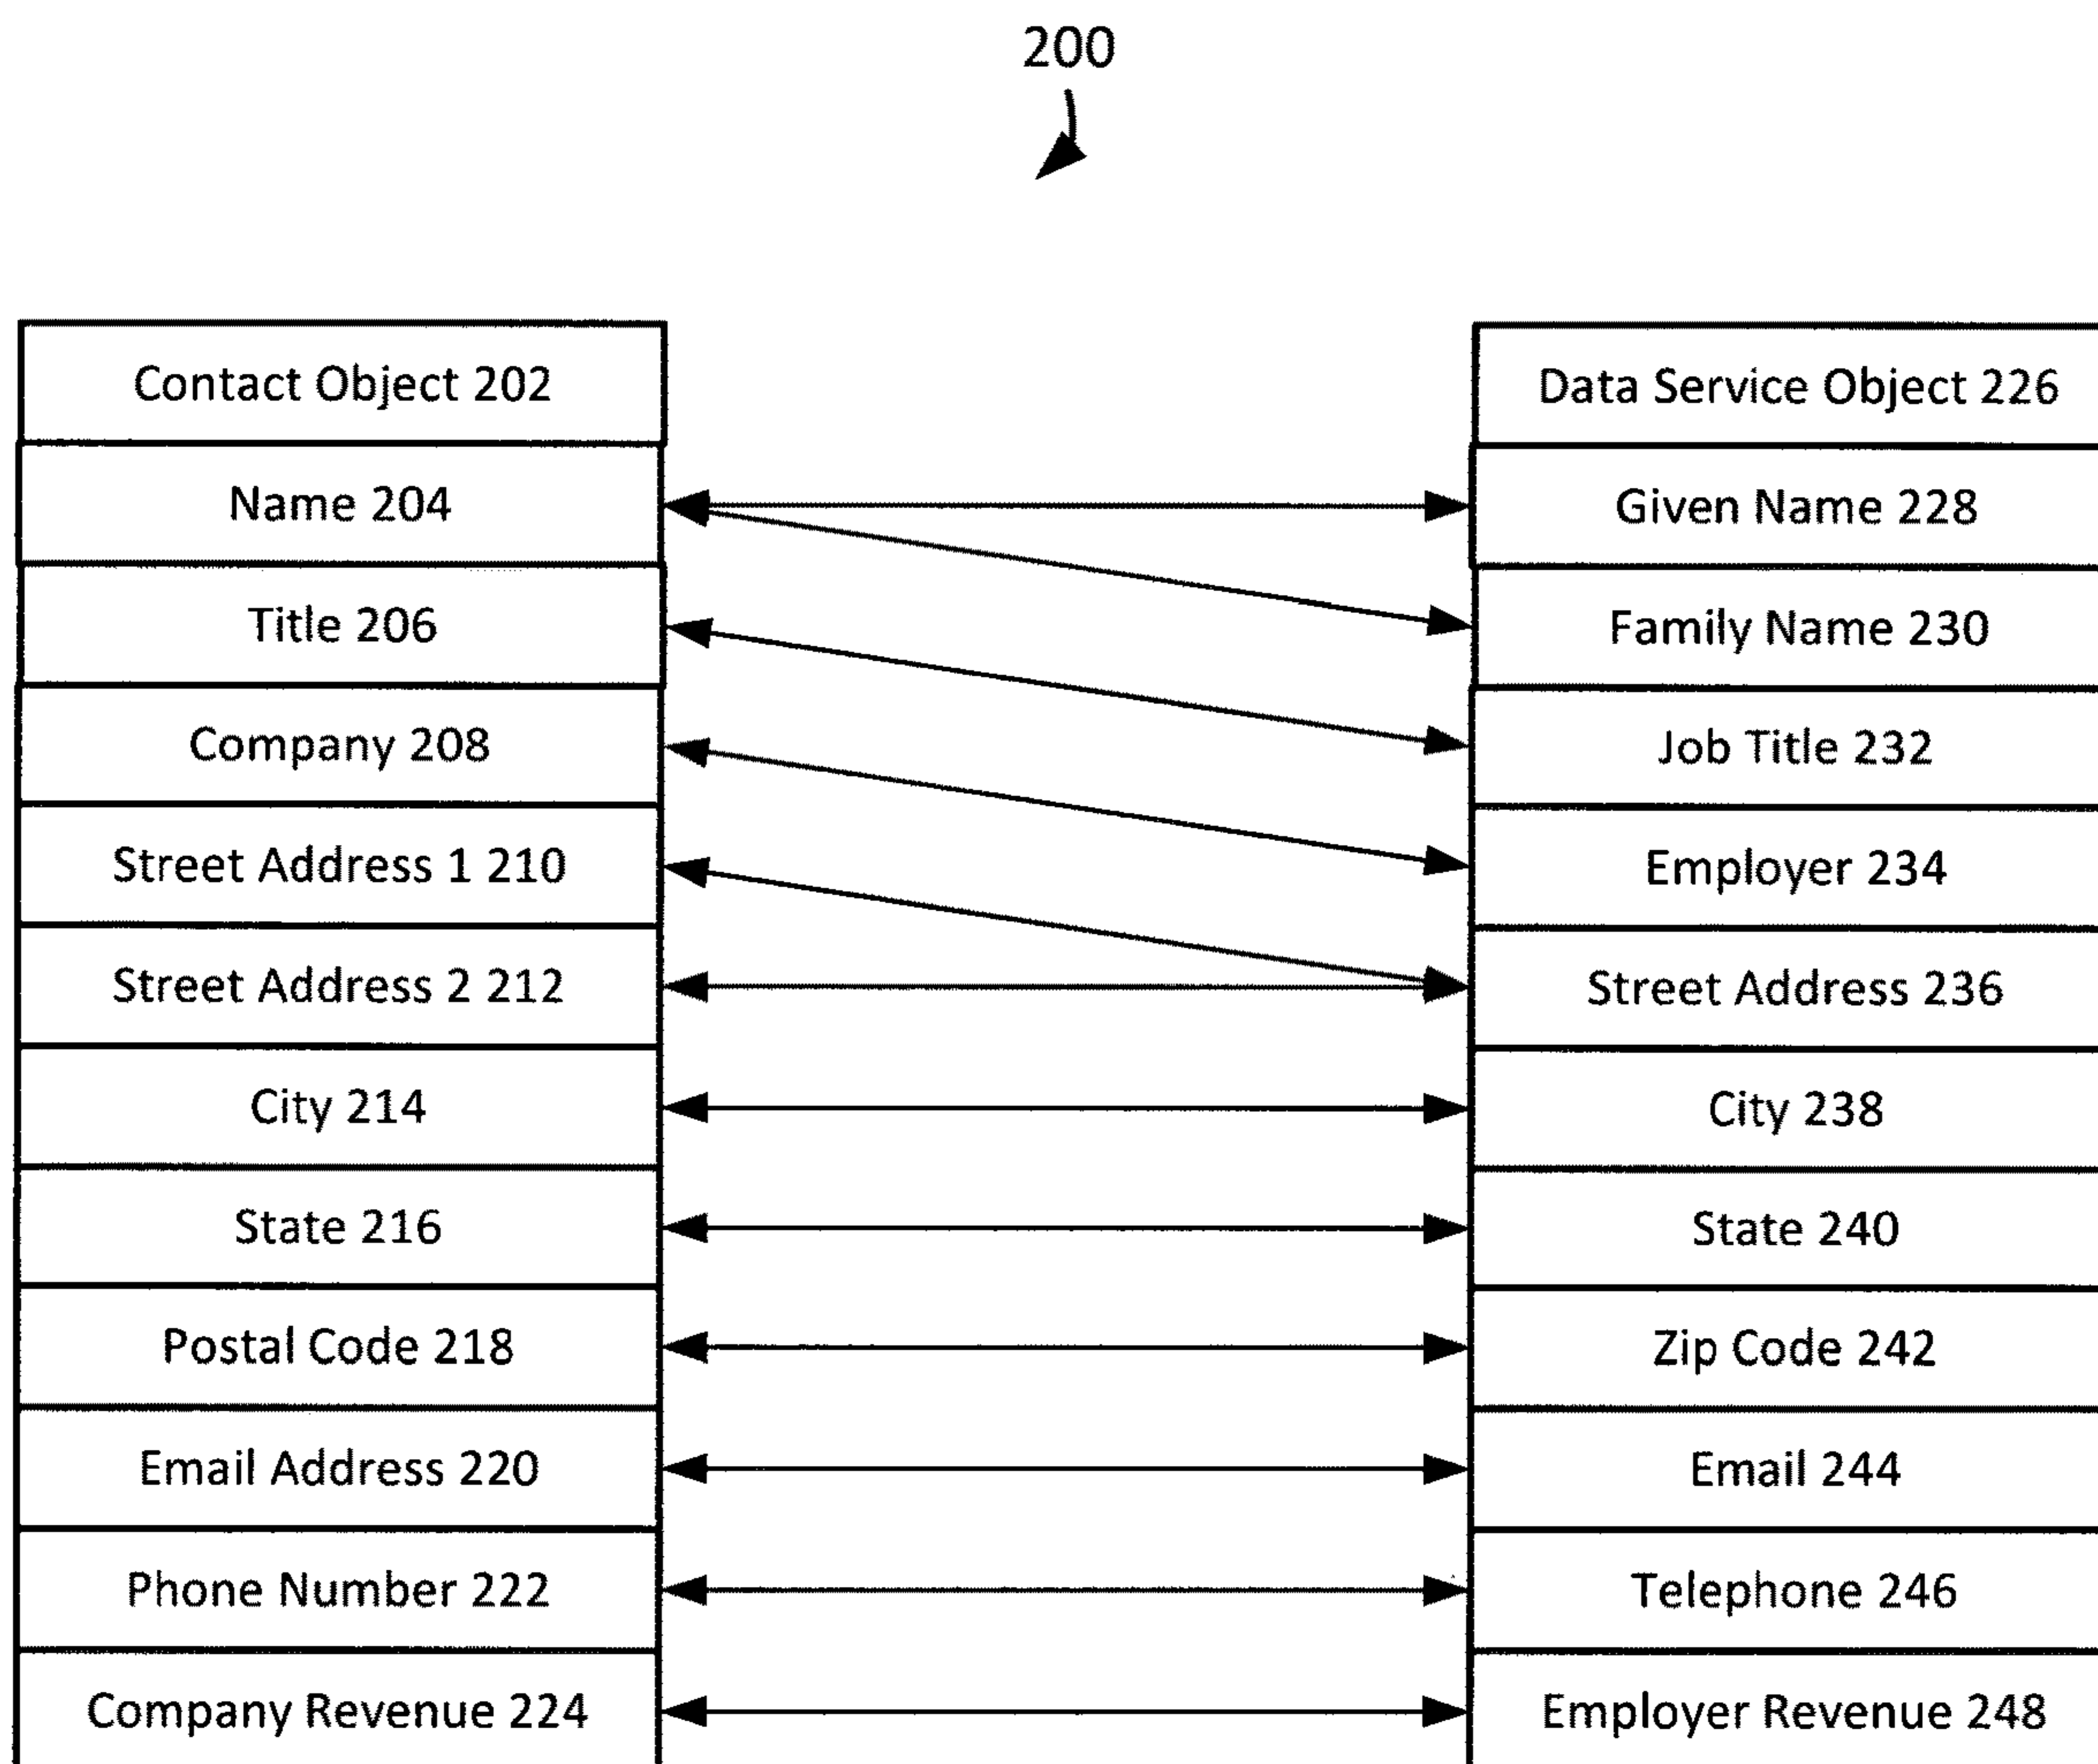 200
Contact Object 202
Data Service Object 226
Name 204
Given Name 228
Title 206
Family Name 230
Company 208
Job Title 232
Street Address 1 210
Employer 234
Street Address 2 212
Street Address 236
City 214
City 238
State 216
State 240
Postal Code 218
Zip Code 242
Email Address 220
Email 244
Phone Number 222
Telephone 246
Company Revenue 224
Employer Revenue 248